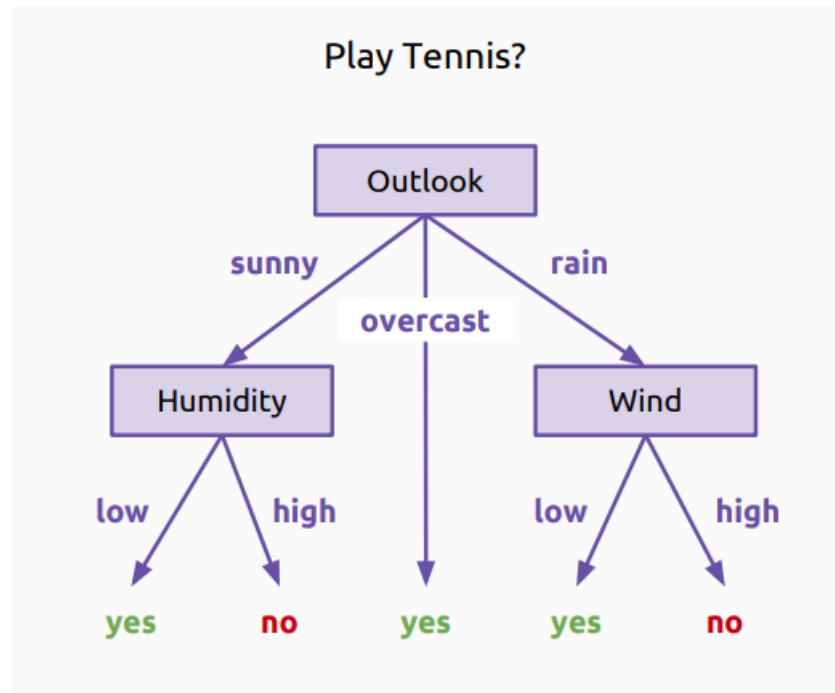 Play Tennis?
Outlook
sunny
rain
overcast
Humidity
Wind
low
high
low
high
yes
no
yes
yes
no